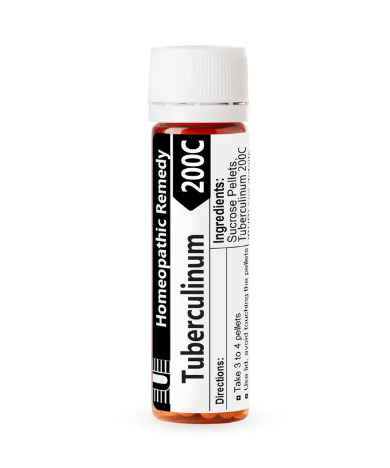 U
Homeopathic Remedy
Tuberculinum
200C
Ingredients:
Sucrose Pellets,
Tuberculinum 200C
Directions:
Take 3 to 4 pellets
Use lid, avoid touching the pellets